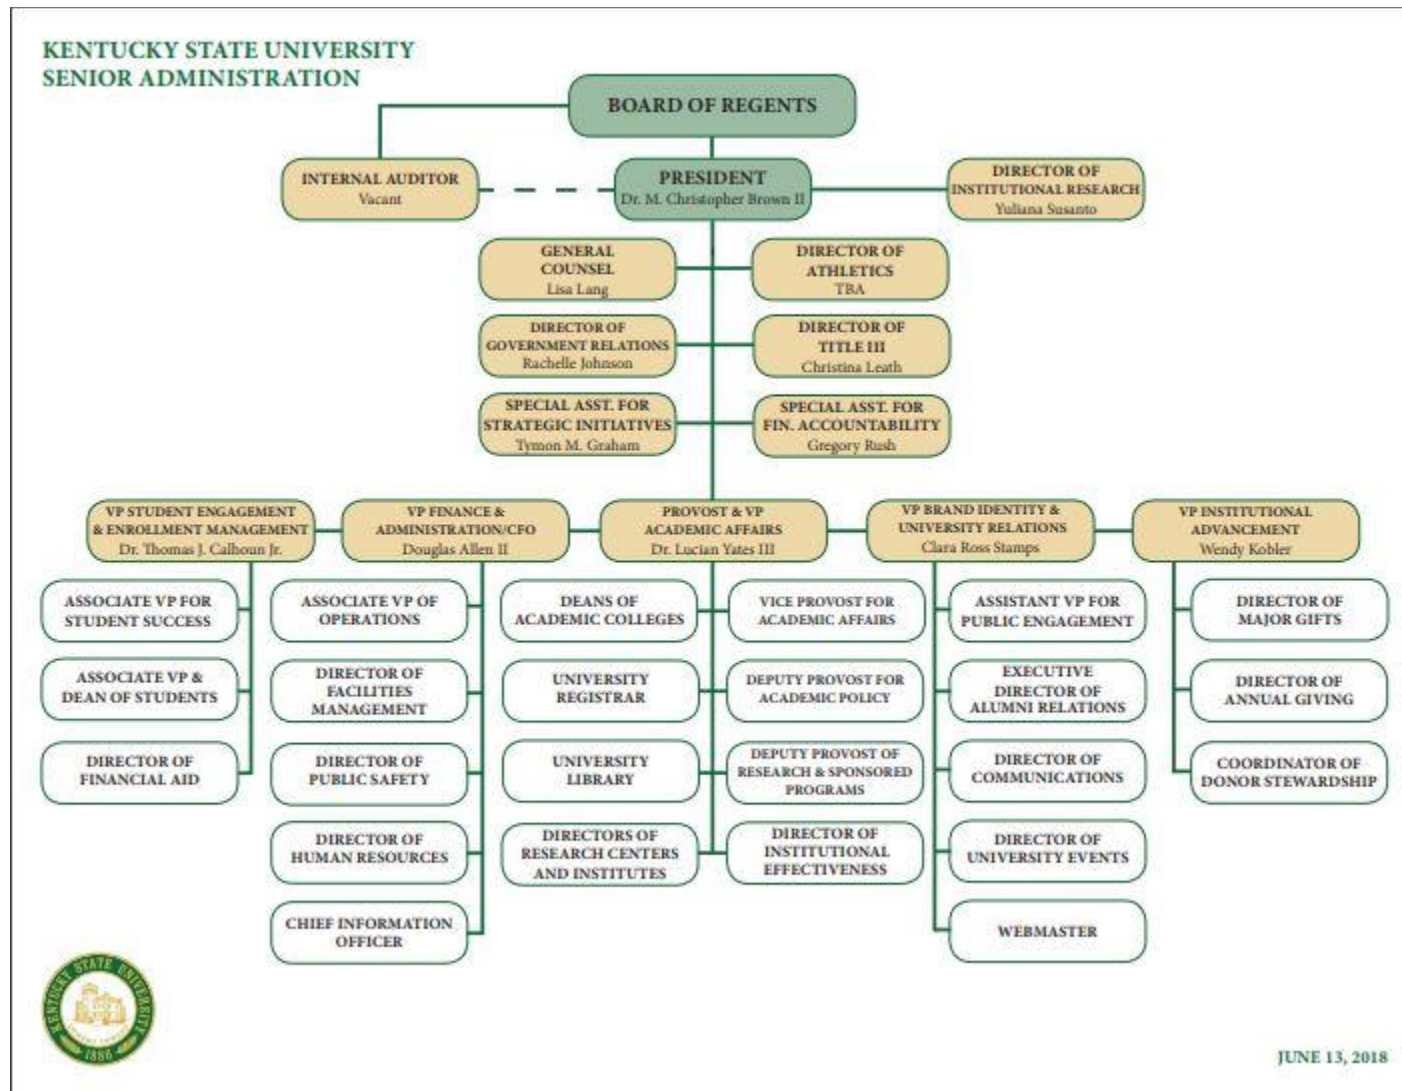 KENTUCKY STATE UNIVERSITY
SENIOR ADMINISTRATION
BOARD OF REGENTS
INTERNAL AUDITOR
Vacant
PRESIDENT
Dr. M. Christopher Brown II
DIRECTOR OF
INSTITUTIONAL RESEARCH
Yuliana Susanto
GENERAL
COUNSEL
Lisa Lang
DIRECTOR OF
ATHLETICS
TBA
DIRECTOR OF
GOVERNMENT RELATIONS
Rachelle Johnson
DIRECTOR OF
TITLE III
Christina Leath
SPECIAL ASST. FOR
STRATEGIC INITIATIVES
Tymon M. Graham
SPECIAL ASST. FOR
FIN. ACCOUNTABILITY
Gregory Rush
VP STUDENT ENGAGEMENT
& ENROLLMENT MANAGEMENT
Dr. Thomas J. Calhoun Jr.
VP FINANCE &
ADMINISTRATION/CFO
Douglas Allen II
PROVOST & VP
ACADEMIC AFFAIRS
Dr. Lucian Yates III
VP BRAND IDENTITY &
UNIVERSITY RELATIONS
Clara Ross Stamps
VP INSTITUTIONAL
ADVANCEMENT
Wendy Kobler
ASSOCIATE VP FOR
STUDENT SUCCESS
ASSOCIATE VP &
DEAN OF STUDENTS
DIRECTOR OF
FINANCIAL AID
ASSOCIATE VP OF
OPERATIONS
DIRECTOR OF
FACILITIES
MANAGEMENT
DIRECTOR OF
PUBLIC SAFETY
DIRECTOR OF
HUMAN RESOURCES
CHIEF INFORMATION
OFFICER
DEANS OF
ACADEMIC COLLEGES
UNIVERSITY
REGISTRAR
UNIVERSITY
LIBRARY
DIRECTORS OF
RESEARCH CENTERS
AND INSTITUTES
VICE PROVOST FOR
ACADEMIC AFFAIRS
DEPUTY PROVOST FOR
ACADEMIC POLICY
DEPUTY PROVOST OF
RESEARCH & SPONSORED
PROGRAMS
DIRECTOR OF
INSTITUTIONAL
EFFECTIVENESS
ASSISTANT VP FOR
PUBLIC ENGAGEMENT
EXECUTIVE
DIRECTOR OF
ALUMNI RELATIONS
DIRECTOR OF
COMMUNICATIONS
DIRECTOR OF
UNIVERSITY EVENTS
WEBMASTER
DIRECTOR OF
MAJOR GIFTS
DIRECTOR OF
ANNUAL GIVING
COORDINATOR OF
DONOR STEWARDSHIP
KENTUCKY STATE UNIVERSITY
1886
JUNE 13, 2018